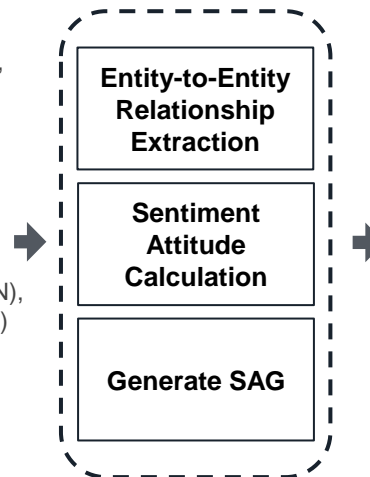 ,
Entity-to-Entity
Relationship
Extraction
Sentiment
Attitude
Calculation
N),
)
Generate SAG